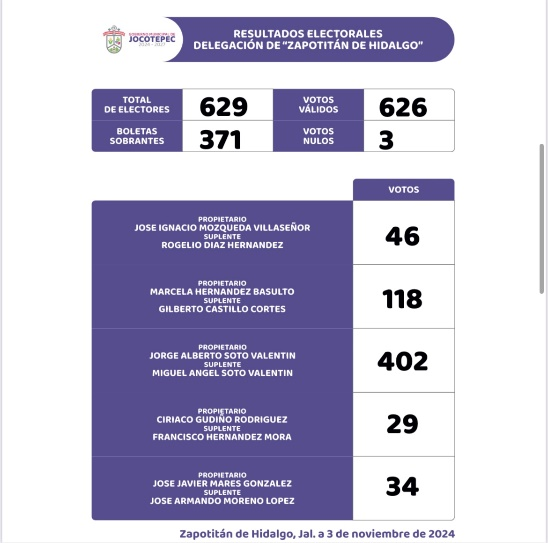 GOBIERNO MUNICIPAL DE
JOCOTEPEC
2024 - 2027
RESULTADOS ELECTORALES
DELEGACIÓN DE "ZAPOTITÁN DE HIDALGO"
TOTAL
DE ELECTORES
629
VOTOS
VÁLIDOS
626
BOLETAS
SOBRANTES
371
VOTOS
NULOS
3
VOTOS
PROPIETARIO
JOSE IGNACIO MOZQUEDA VILLASEÑOR
SUPLENTE
ROGELIO DIAZ HERNANDEZ
46
PROPIETARIO
MARCELA HERNANDEZ BASULTO
SUPLENTE
GILBERTO CASTILLO CORTES
118
PROPIETARIO
JORGE ALBERTO SOTO VALENTIN
SUPLENTE
MIGUEL ANGEL SOTO VALENTIN
402
PROPIETARIO
CIRIACO GUDIÑO RODRIGUEZ
SUPLENTE
FRANCISCO HERNANDEZ MORA
29
PROPIETARIO
JOSE JAVIER MARES GONZALEZ
SUPLENTE
JOSE ARMANDO MORENO LOPEZ
34
Zapotitán de Hidalgo, Jal. a 3 de noviembre de 2024